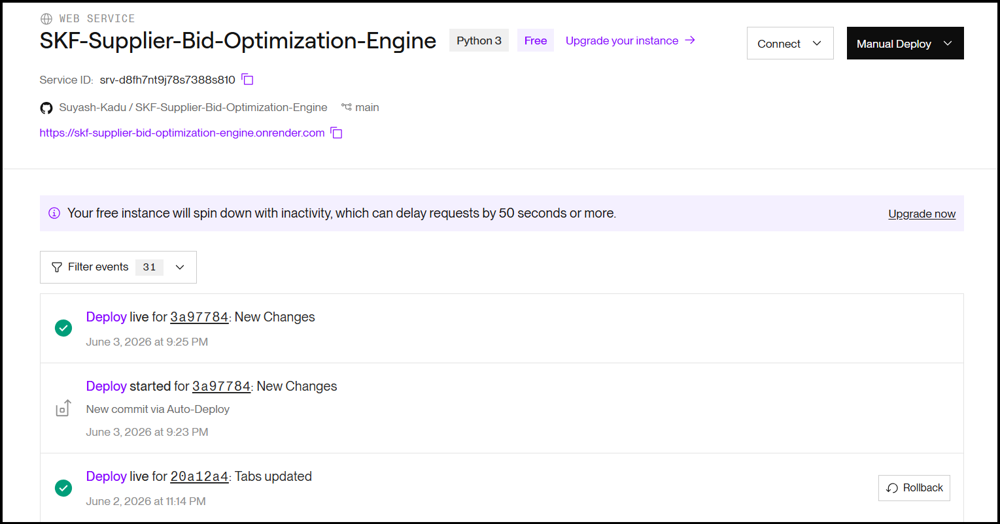 WEB SERVICE
SKF-Supplier-Bid-Optimization-Engine Python 3 Free Upgrade your instance → Connect Manual Deploy
Service ID: srv-d8fh7nt9j78s7388s810
Suyash-Kadu / SKF-Supplier-Bid-Optimization-Engine main
https://skf-supplier-bid-optimization-engine.onrender.com
Your free instance will spin down with inactivity, which can delay requests by 50 seconds or more. Upgrade now
Filter events 31
Deploy live for 3a97784: New Changes
June 3, 2026 at 9:25 PM
Deploy started for 3a97784: New Changes
New commit via Auto-Deploy
June 3, 2026 at 9:23 PM
Deploy live for 20a12a4: Tabs updated
Rollback
June 2, 2026 at 11:14 PM